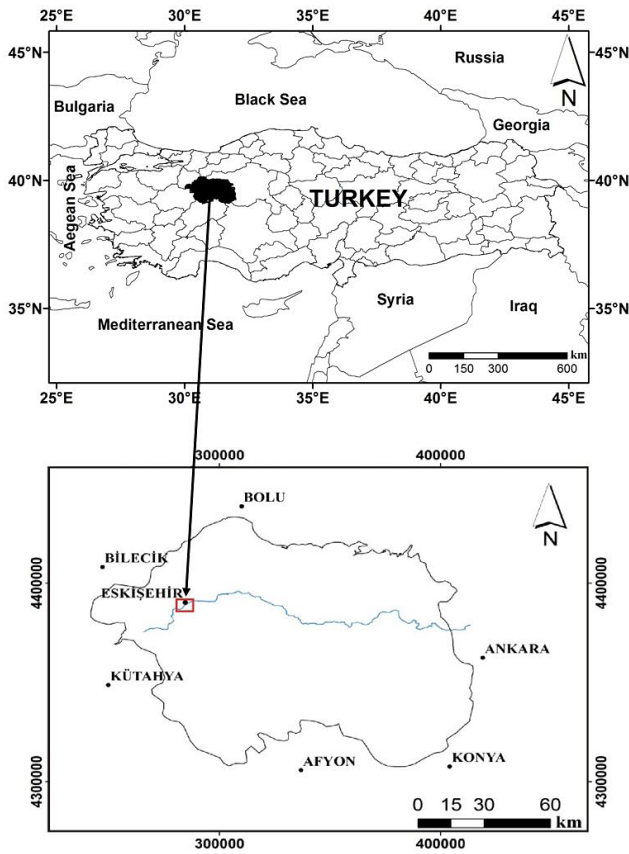 25°E 30°E 35°E 40°E 45°E
45°N 45°N
Russia
N
Black Sea
Bulgaria
Georgia
40°N 40°N
Aegean Sea
TURKEY
35°N 35°N
Syria
Iraq
Mediterranean Sea
km
0 150 300 600
25°E 30°E 35°E 40°E 45°E
300000 400000
BOLU
N
BİLECİK
4400000 4400000
ESKİŞEHİR
ANKARA
KÜTAHYA
AFYON
KONYA
4300000 4300000
0 15 30 60
km
300000 400000